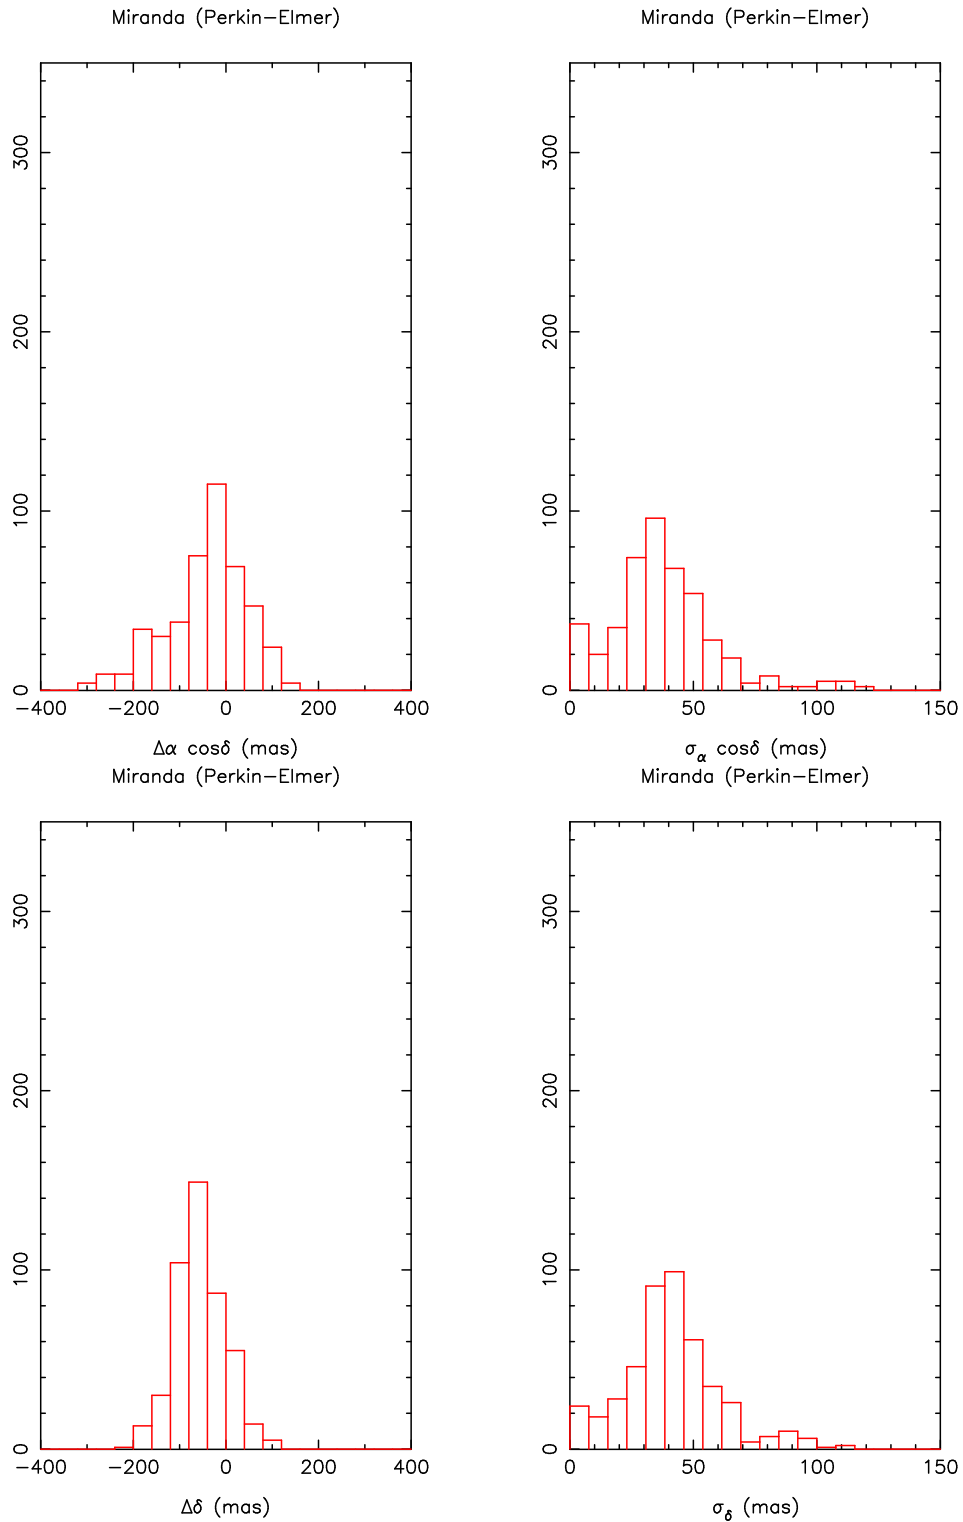 Miranda (Perkin−Elmer)
Miranda (Perkin−Elmer)
300
200
100
0
−400 −200 0 200 400
Δα cosδ (mas)
300
200
100
0
0 50 100 150
σα cosδ (mas)
Miranda (Perkin−Elmer)
Miranda (Perkin−Elmer)
300
200
100
0
−400 −200 0 200 400
Δδ (mas)
300
200
100
0
0 50 100 150
σδ (mas)